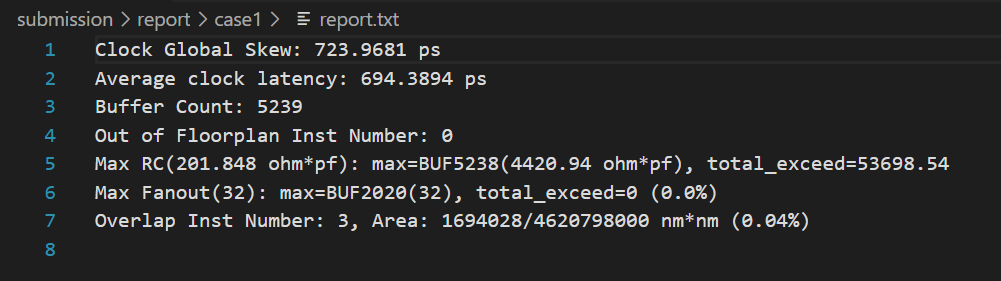 submission > report > case1 > report.txt
1 Clock Global Skew: 723.9681 ps
2 Average clock latency: 694.3894 ps
3 Buffer Count: 5239
4 Out of Floorplan Inst Number: 0
5 Max RC(201.848 ohm*pf): max=BUF5238(4420.94 ohm*pf), total_exceed=53698.54
6 Max Fanout(32): max=BUF2020(32), total_exceed=0 (0.0%)
7 Overlap Inst Number: 3, Area: 1694028/4620798000 nm*nm (0.04%)
8